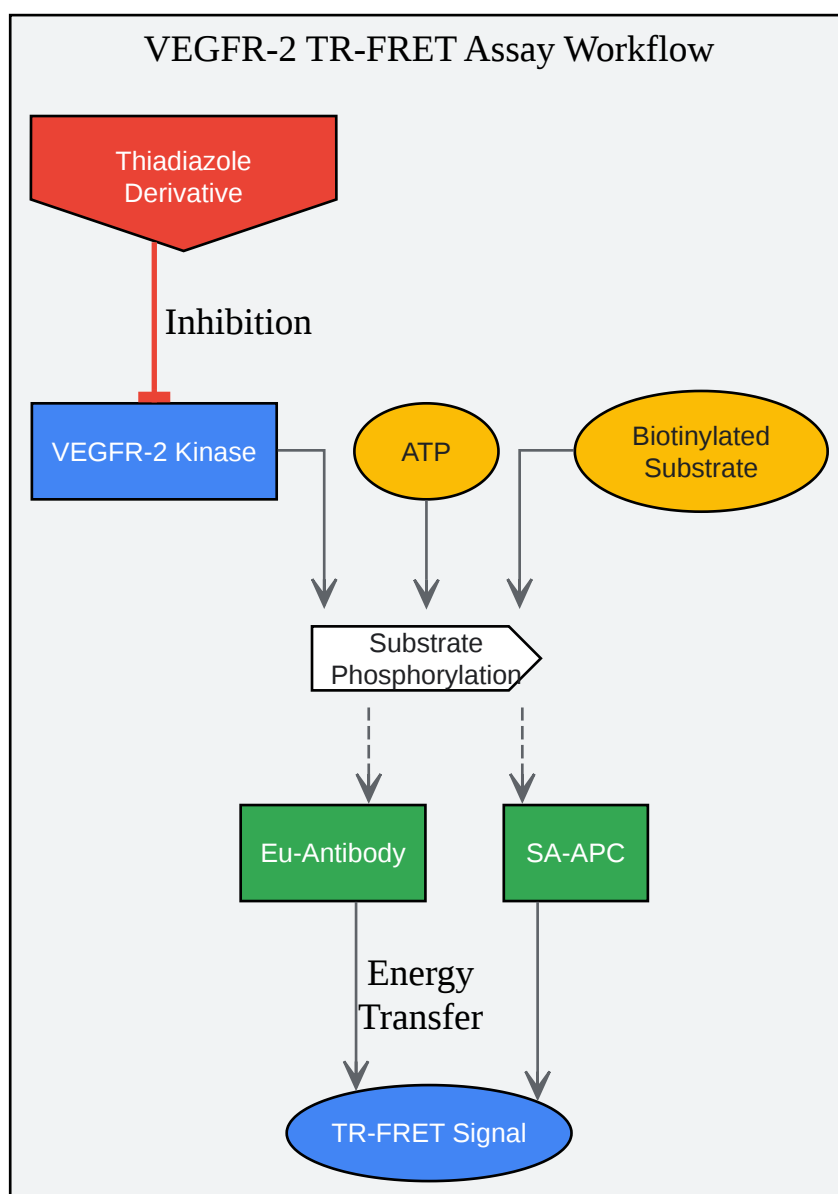 VEGFR-2 TR-FRET Assay Workflow
Thiadiazole
Derivative
Inhibition
VEGFR-2 Kinase
ATP
Biotinylated
Substrate
Substrate
Phosphorylation
Eu-Antibody
SA-APC
Energy
Transfer
TR-FRET Signal